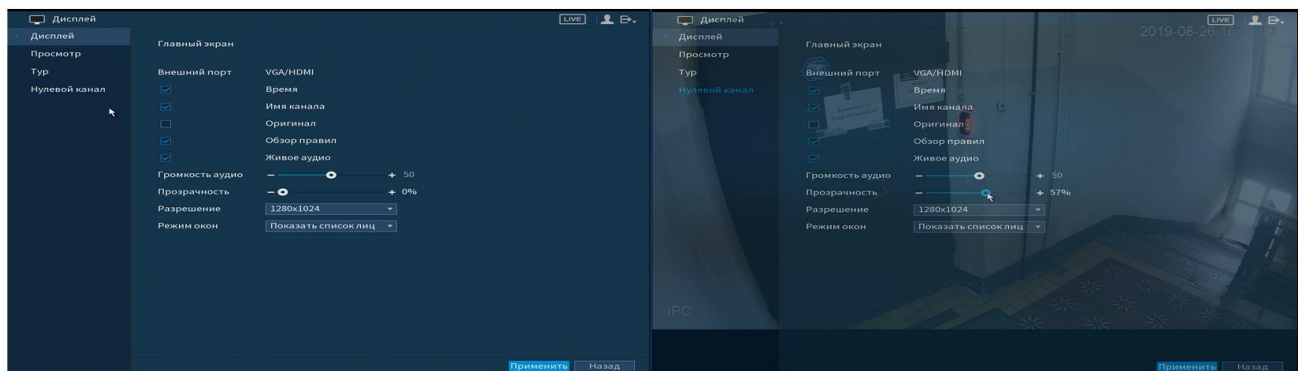 Дисплей
LIVE
Дисплей
Просмотр
Тур
Нулевой канал
Главный экран
Внешний порт VGA/HDMI
Время
Имя канала
Оригинал
Обзор правил
Живое аудио
Громкость аудио − + 50
Прозрачность − + 0%
Разрешение 1280x1024
Режим окон Показать список лиц
Применить Назад
Дисплей
LIVE
2019-08-26
Дисплей
Просмотр
Тур
Нулевой канал
Главный экран
Внешний порт VGA/HDMI
Время
Имя канала
Оригинал
Обзор правил
Живое аудио
Громкость аудио − + 50
Прозрачность − + 57%
Разрешение 1280x1024
Режим окон Показать список лиц
IPC
Применить Назад